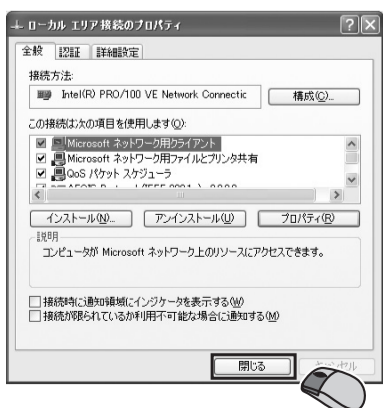 ローカル エリア接続のプロパティ
全般 認証 詳細設定
接続方法:
Intel(R) PRO/100 VE Network Connectic 構成(C)...
この接続は次の項目を使用します(O):
Microsoft ネットワーク用クライアント
Microsoft ネットワーク用ファイルとプリンタ共有
QoS パケット スケジューラ
インストール(N)... アンインストール(U) プロパティ(R)
説明
コンピュータが Microsoft ネットワーク上のリソースにアクセスできます。
接続時に通知領域にインジケータを表示する(W)
接続が限られているか利用不可能な場合に通知する(M)
閉じる